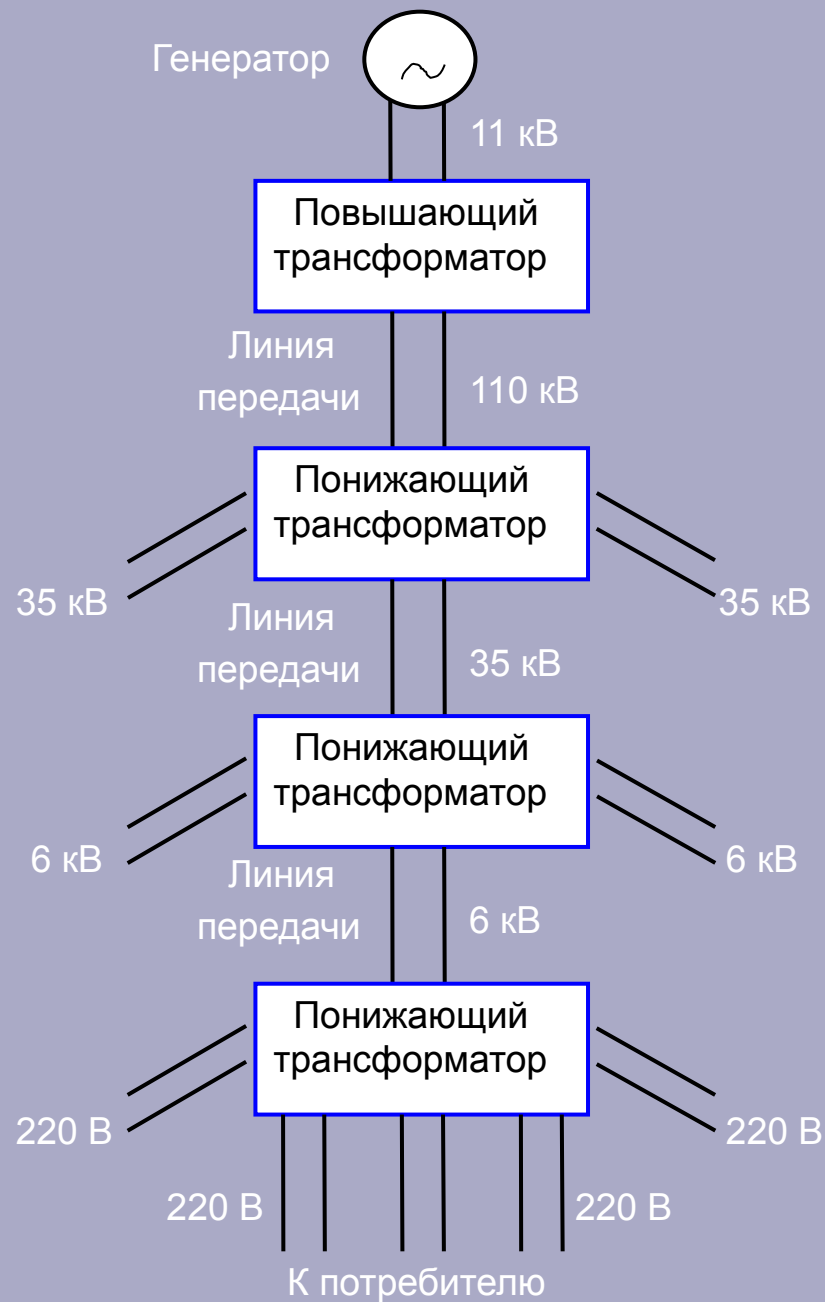 Генератор
11 кВ
Повышающий
трансформатор
Линия
передачи
110 кВ
Понижающий
трансформатор
35 кВ
35 кВ
Линия
передачи
35 кВ
Понижающий
трансформатор
6 кВ
6 кВ
Линия
передачи
6 кВ
Понижающий
трансформатор
220 В
220 В
220 В
220 В
К потребителю